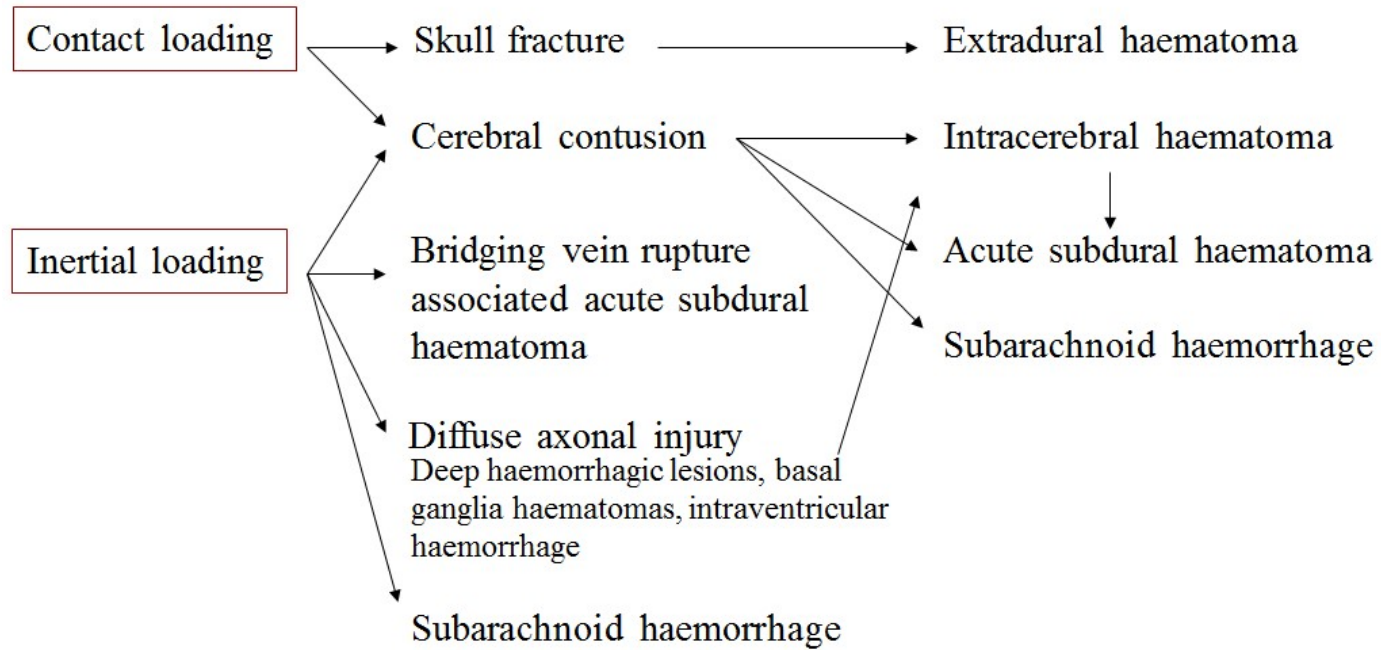 Contact loading
Skull fracture
Extradural haematoma
Cerebral contusion
Intracerebral haematoma
Inertial loading
Bridging vein rupture
associated acute subdural
haematoma
Acute subdural haematoma
Subarachnoid haemorrhage
Diffuse axonal injury
Deep haemorrhagic lesions, basal
ganglia haematomas, intraventricular
haemorrhage
Subarachnoid haemorrhage